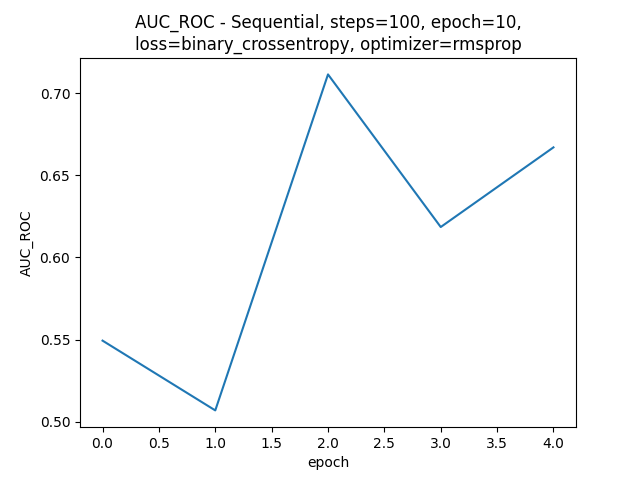 AUC_ROC - Sequential, steps=100, epoch=10,
loss=binary_crossentropy, optimizer=rmsprop
0.70
0.65
0.60
0.55
0.50
AUC_ROC
0.0 0.5 1.0 1.5 2.0 2.5 3.0 3.5 4.0
epoch